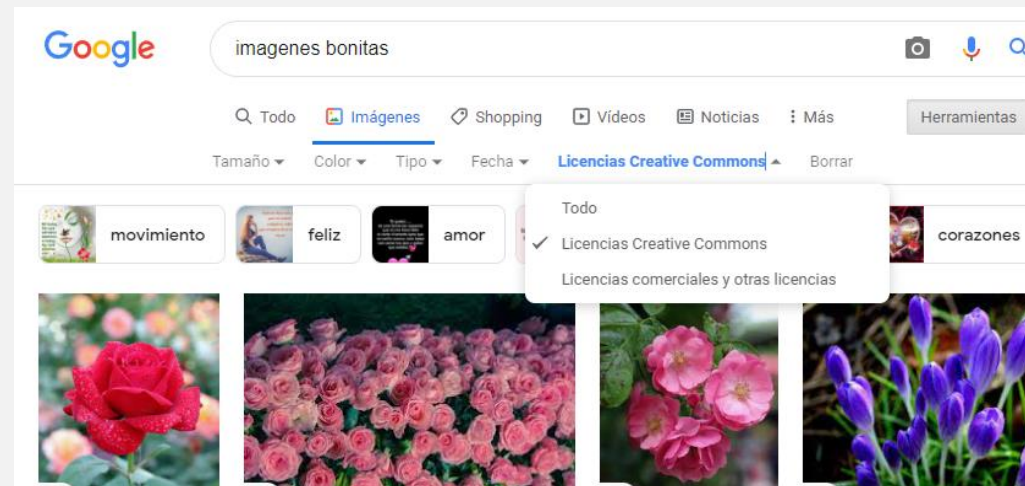 Google
imagenes bonitas
Todo Imágenes Shopping Vídeos Noticias Más Herramientas
Tamaño Color Tipo Fecha Licencias Creative Commons Borrar
Todo
Licencias Creative Commons
Licencias comerciales y otras licencias
movimiento feliz amor corazones